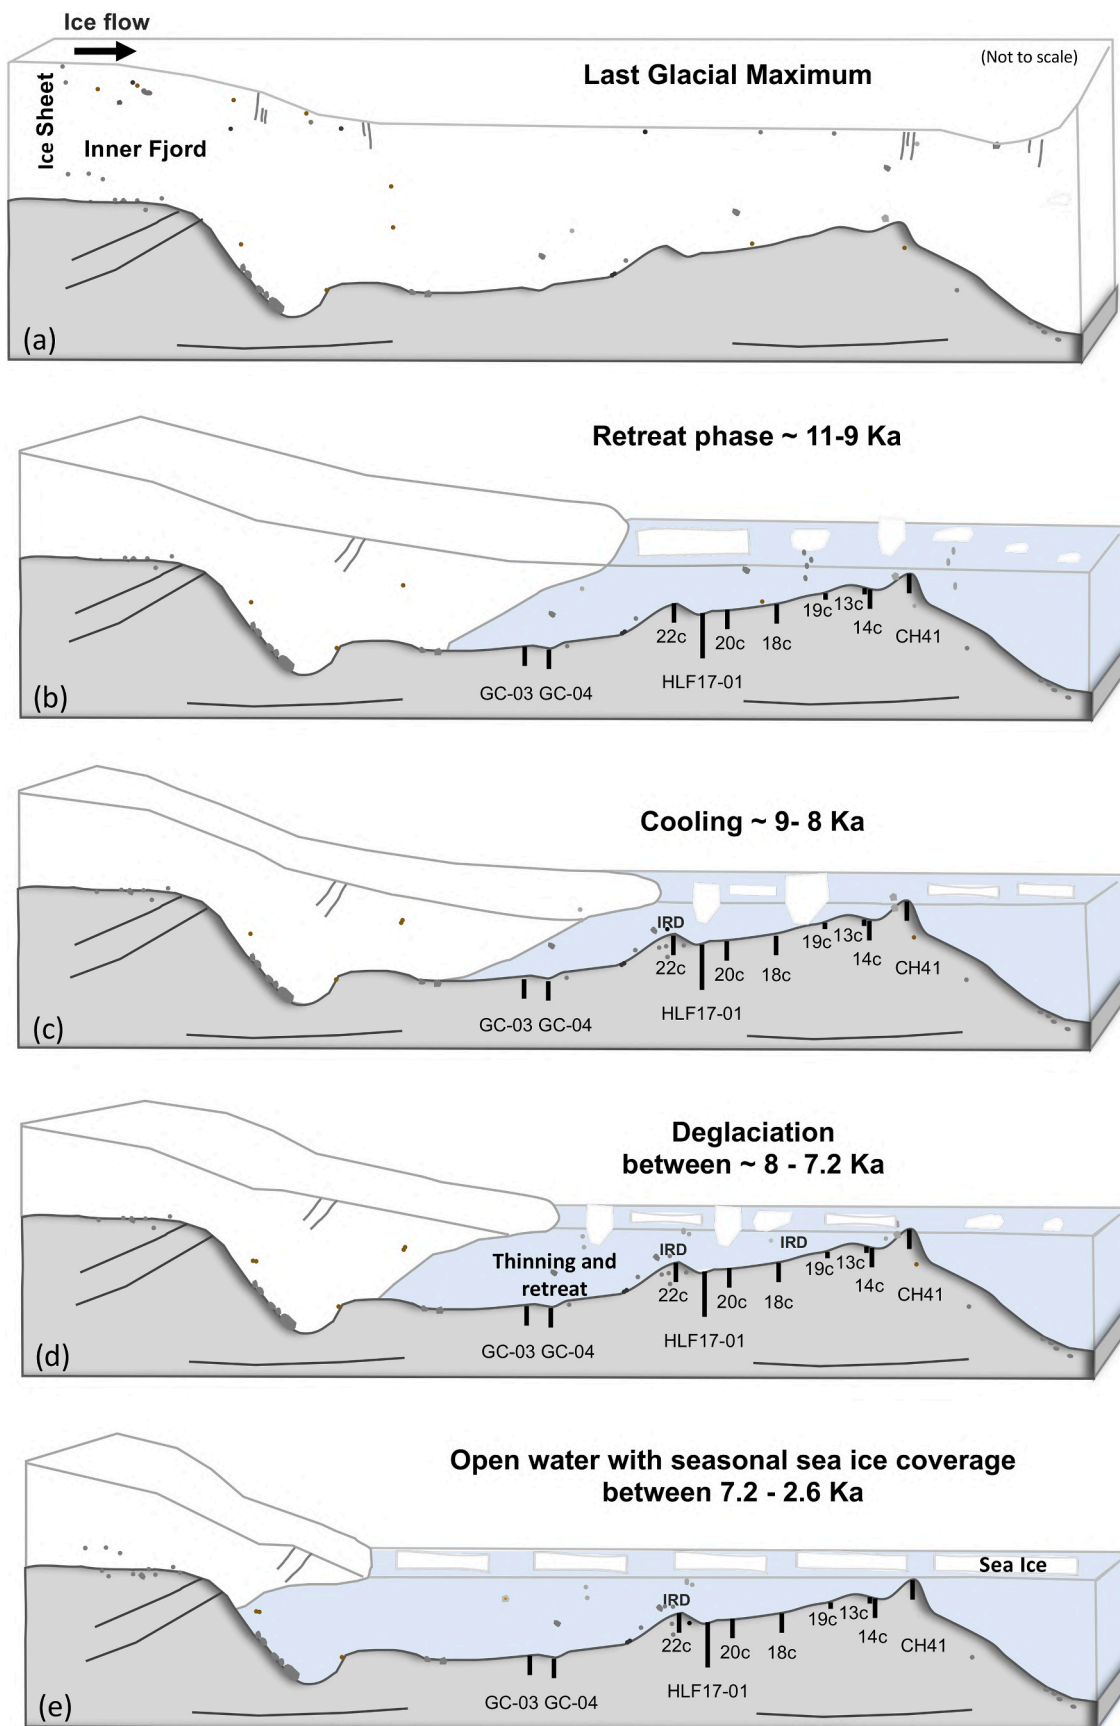 Ice flow
(Not to scale)
Last Glacial Maximum
Ice Sheet
Inner Fjord
(a)
Retreat phase ~ 11-9 Ka
19c 13c
22c 20c 18c 14c CH41
HLF17-01
GC-03 GC-04
(b)
Cooling ~ 9- 8 Ka
IRD
19c 13c
22c 20c 18c 14c CH41
HLF17-01
GC-03 GC-04
(c)
Deglaciation
between ~ 8 - 7.2 Ka
IRD IRD
Thinning and
retreat
19c 13c
22c 20c 18c 14c CH41
HLF17-01
GC-03 GC-04
(d)
Open water with seasonal sea ice coverage
between 7.2 - 2.6 Ka
Sea Ice
IRD
19c 13c
22c 20c 18c 14c CH41
HLF17-01
GC-03 GC-04
(e)